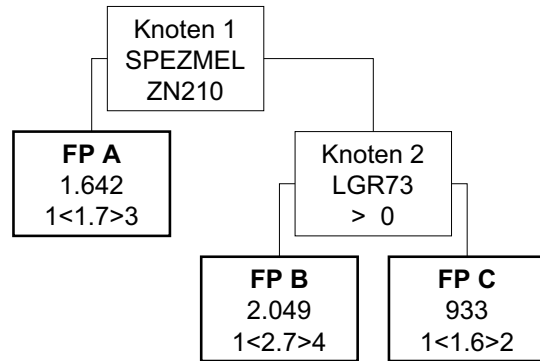 Knoten 1
SPEZMEL
ZN210
FP A
1.642
1<1.7>3
Knoten 2
LGR73
> 0
FP B
2.049
1<2.7>4
FP C
933
1<1.6>2